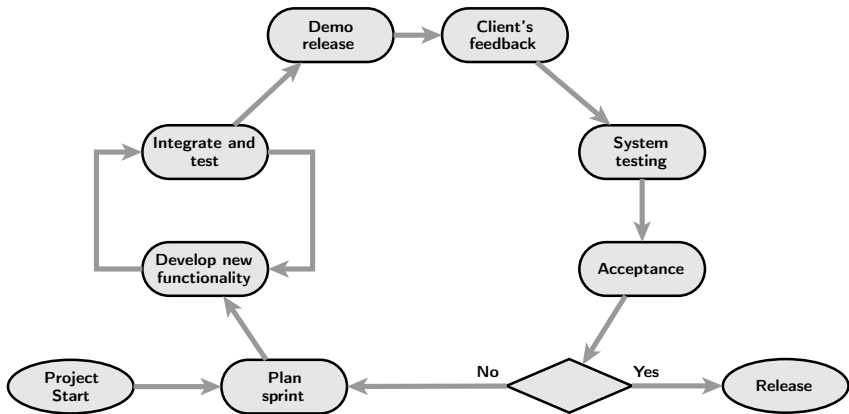 Demo
release
Client's
feedback
Integrate and
test
System
testing
Develop new
functionality
Acceptance
Project
Start
Plan
sprint
No
Yes
Release